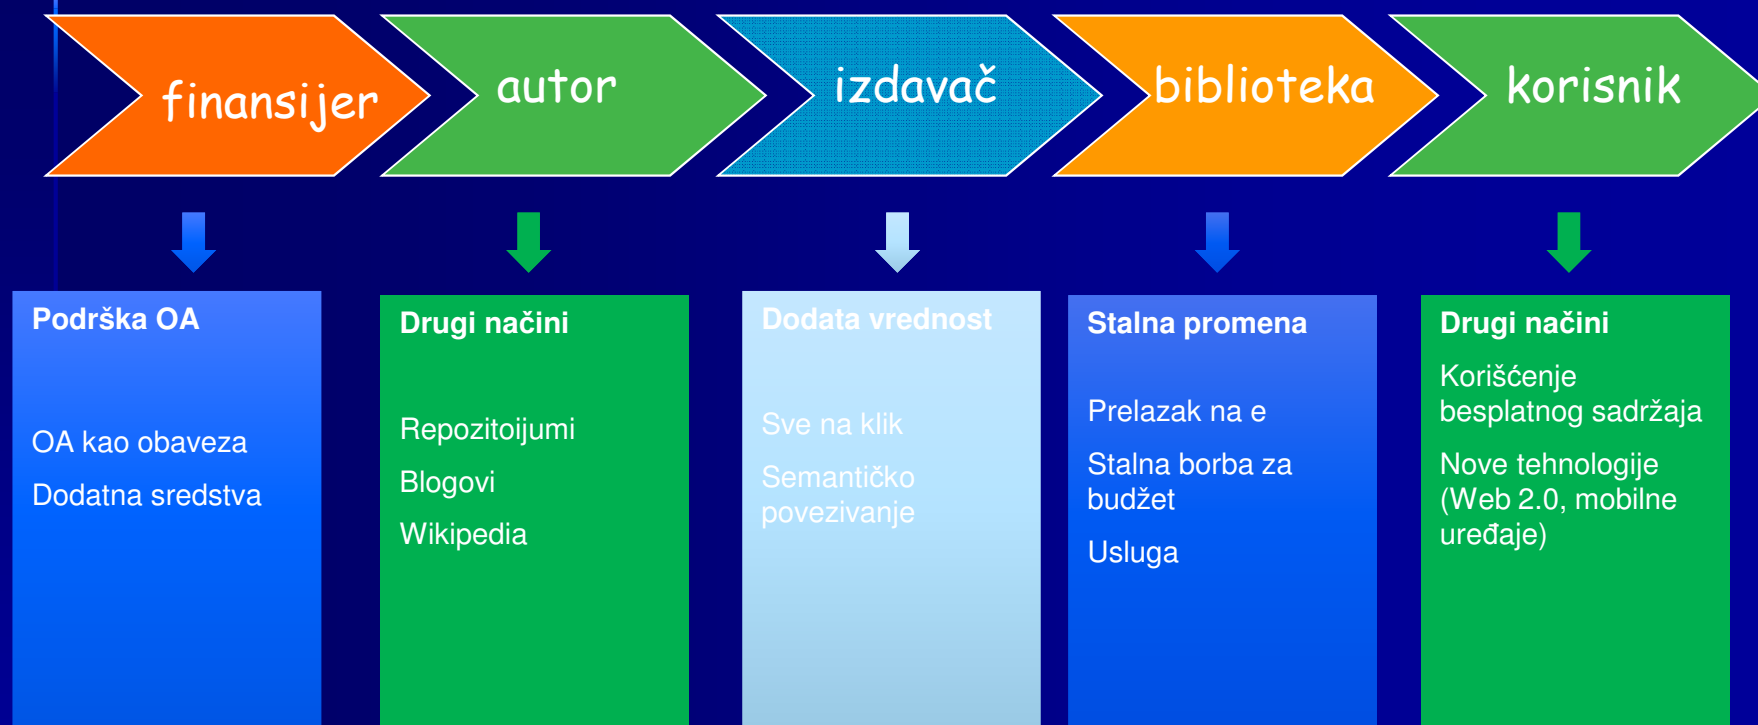 finansijer
autor
izdavač
biblioteka
korisnik
Podrška OA
OA kao obaveza
Dodatna sredstva
Drugi načini
Repozitoijumi
Blogovi
Wikipedia
Dodata vrednost
Sve na klik
Semantičko
povezivanje
Stalna promena
Prelazak na e
Stalna borba za
budžet
Usluga
Drugi načini
Korišćenje
besplatnog sadržaja
Nove tehnologije
(Web 2.0, mobilne
uređaje)